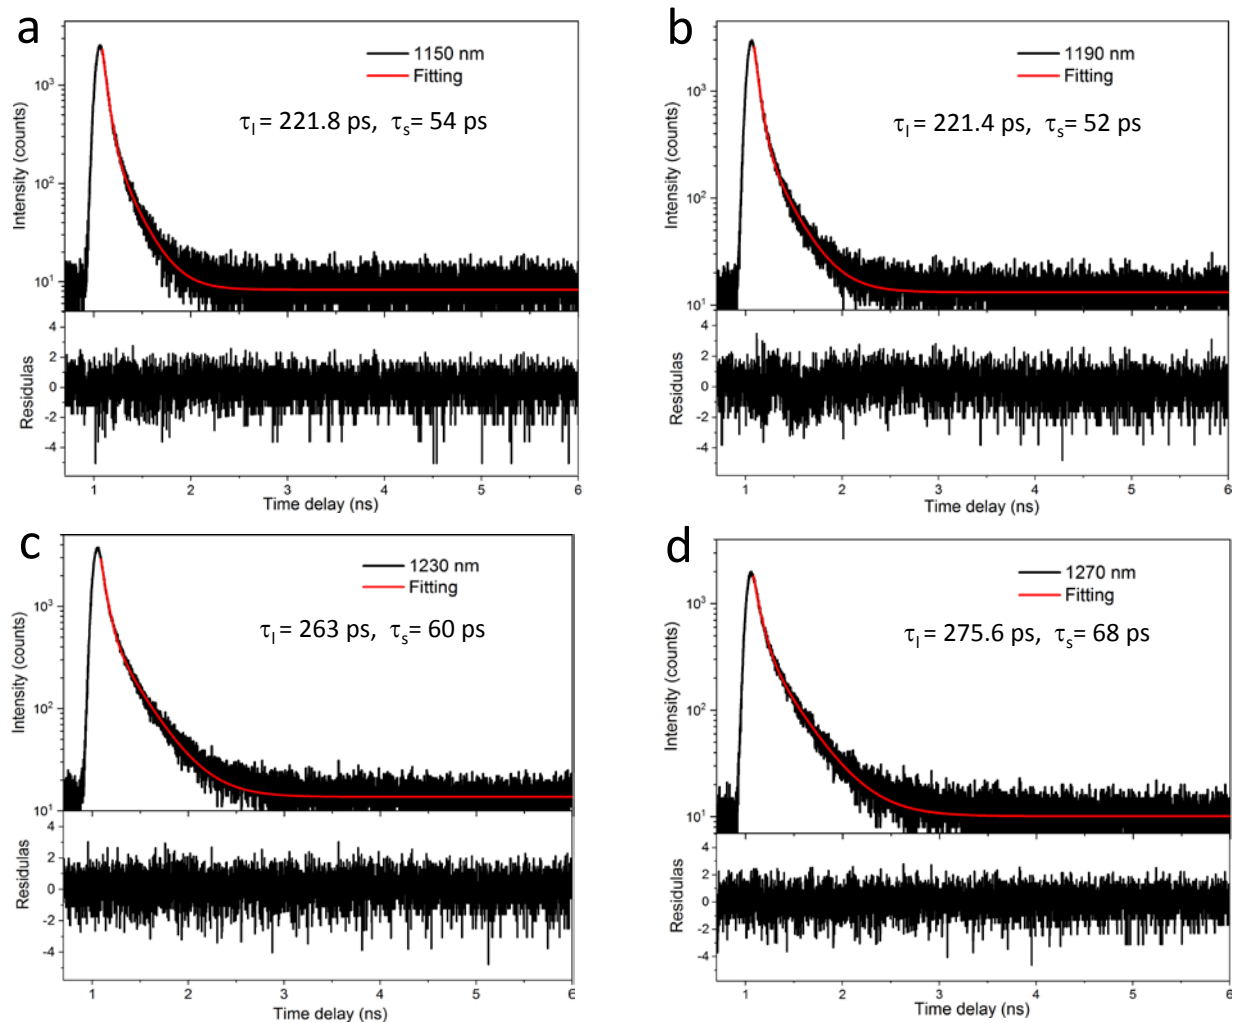 a
1150 nm
Fitting
τl = 221.8 ps, τs= 54 ps
Intensity (counts)
10³
10²
10¹
Residulas
4
2
0
-2
-4
1 2 3 4 5 6
Time delay (ns)
b
1190 nm
Fitting
τl = 221.4 ps, τs= 52 ps
Intensity (counts)
10³
10²
10¹
Residulas
4
2
0
-2
-4
1 2 3 4 5 6
Time delay (ns)
c
1230 nm
Fitting
τl = 263 ps, τs= 60 ps
Intensity (counts)
10³
10²
10¹
Residulas
4
2
0
-2
-4
1 2 3 4 5 6
Time delay (ns)
d
1270 nm
Fitting
τl = 275.6 ps, τs= 68 ps
Intensity (counts)
10³
10²
10¹
Residulas
4
2
0
-2
-4
1 2 3 4 5 6
Time delay (ns)